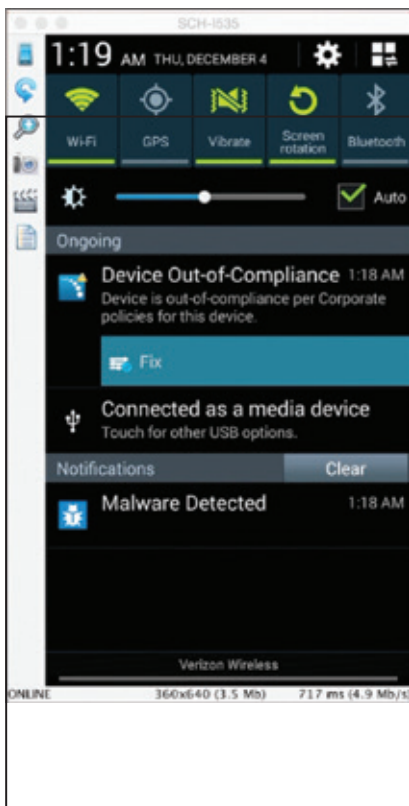 SCH-I535
1:19 AM THU, DECEMBER 4
Wi-Fi GPS Vibrate Screen rotation Bluetooth
Auto
Ongoing
Device Out-of-Compliance 1:18 AM
Device is out-of-compliance per Corporate
policies for this device.
Fix
Connected as a media device
Touch for other USB options.
Notifications Clear
Malware Detected 1:18 AM
Verizon Wireless
ONLINE 360x640 (3.5 Mb) 717 ms (4.9 Mb/s